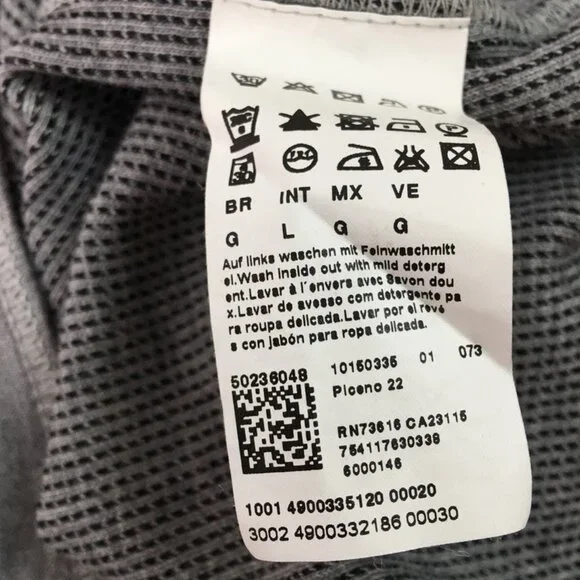 BR INT MX VE
G L G G
Auf links waschen mit Feinwaschmitt
el.Wash inside out with mild deterg
ent.Lavar à l'envers avec Savon dou
x.Lavar de avesso com detergente pa
ra roupa delicada.Lavar por el revé
s con jabón para ropa delicada.
50236048
10150335 01 073
Piceno 22
RN73616 CA23115
754117630339
6000146
1001 4900335120 00020
3002 4900332186 00030